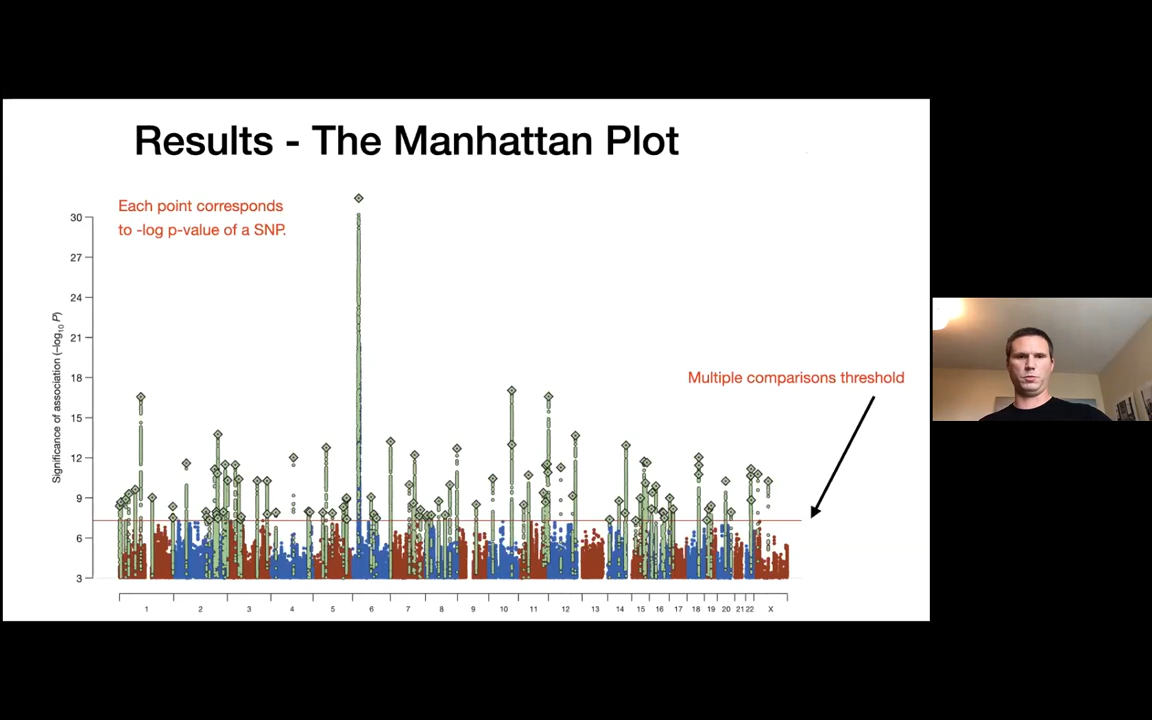 Results - The Manhattan Plot
Each point corresponds
to -log p-value of a SNP.
30
27
24
21
18
15
12
9
6
3
Significance of association (–log10 P)
Multiple comparisons threshold
1 2 3 4 5 6 7 8 9 10 11 12 13 14 15 16 17 18 19 20 21 22 X